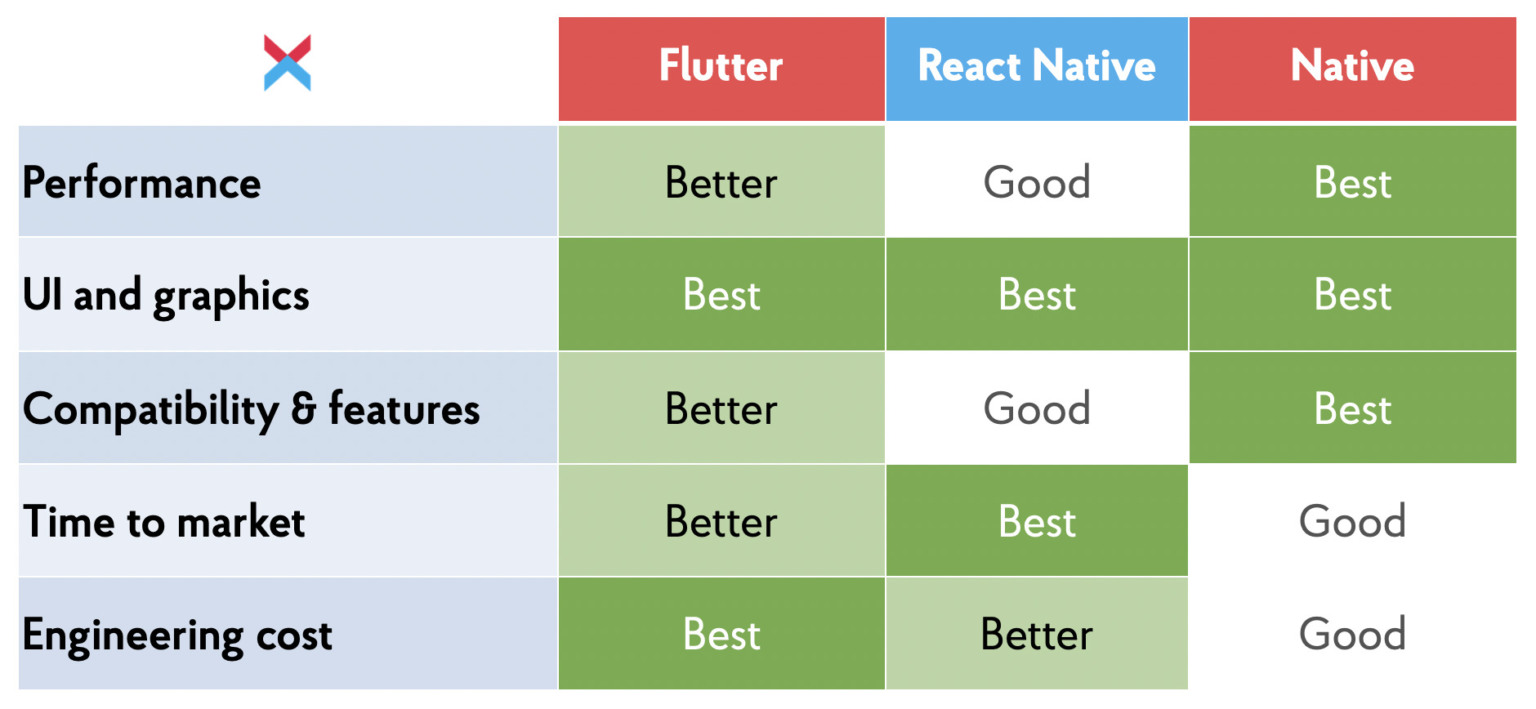 Flutter React Native Native
Performance Better Good Best
UI and graphics Best Best Best
Compatibility & features Better Good Best
Time to market Better Best Good
Engineering cost Best Better Good